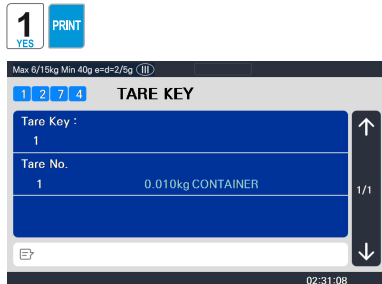 1
YES
PRINT
Max 6/15kg Min 40g e=d=2/5g (III)
1 2 7 4 TARE KEY
Tare Key :
1
Tare No.
1 0.010kg CONTAINER
1/1
02:31:08